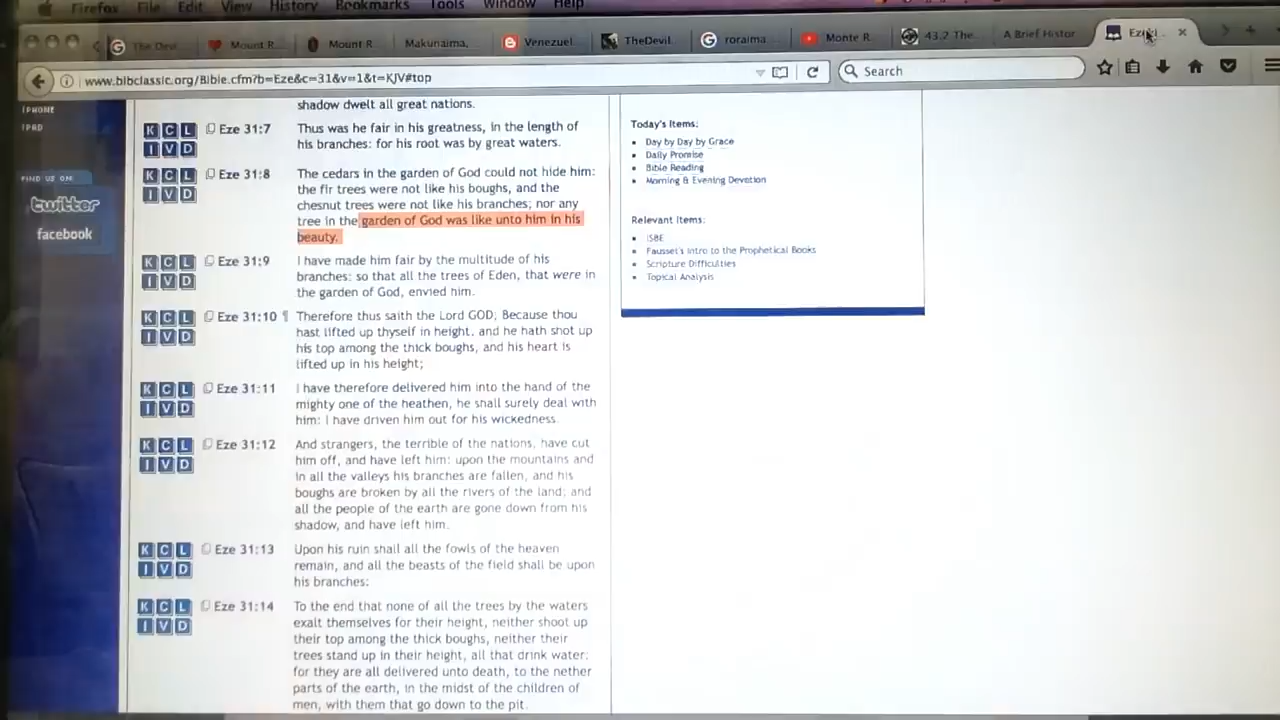 Firefox File Edit View History Bookmarks Tools Window Help
The Devi... Mount R... Mount R... Makunaima, ... Venezuel... TheDevil... roraima... Monte R... 43.2 The... A Brief Histor... Ezeki...
www.blbclassic.org/Bible.cfm?b=Eze&c=31&v=1&t=KJV#top
Search
IPHONE
IPAD
FIND US ON:
twitter
facebook
shadow dwelt all great nations.
K C L Eze 31:7 Thus was he fair in his greatness, in the length of
I V D his branches: for his root was by great waters.
K C L Eze 31:8 The cedars in the garden of God could not hide him:
I V D the fir trees were not like his boughs, and the
chesnut trees were not like his branches; nor any
tree in the garden of God was like unto him in his
beauty.
K C L Eze 31:9 I have made him fair by the multitude of his
I V D branches: so that all the trees of Eden, that were in
the garden of God, envied him.
K C L Eze 31:10 ¶ Therefore thus saith the Lord GOD; Because thou
I V D hast lifted up thyself in height, and he hath shot up
his top among the thick boughs, and his heart is
lifted up in his height;
K C L Eze 31:11 I have therefore delivered him into the hand of the
I V D mighty one of the heathen, he shall surely deal with
him: I have driven him out for his wickedness.
K C L Eze 31:12 And strangers, the terrible of the nations, have cut
I V D him off, and have left him: upon the mountains and
in all the valleys his branches are fallen, and his
boughs are broken by all the rivers of the land; and
all the people of the earth are gone down from his
shadow, and have left him.
K C L Eze 31:13 Upon his ruin shall all the fowls of the heaven
I V D remain, and all the beasts of the field shall be upon
his branches:
K C L Eze 31:14 To the end that none of all the trees by the waters
I V D exalt themselves for their height, neither shoot up
their top among the thick boughs, neither their
trees stand up in their height, all that drink water:
for they are all delivered unto death, to the nether
parts of the earth, in the midst of the children of
men, with them that go down to the pit.
Today's Items:
Day by Day by Grace
Daily Promise
Bible Reading
Morning & Evening Devotion
Relevant Items:
ISBE
Fausset's Intro to the Prophetical Books
Scripture Difficulties
Topical Analysis